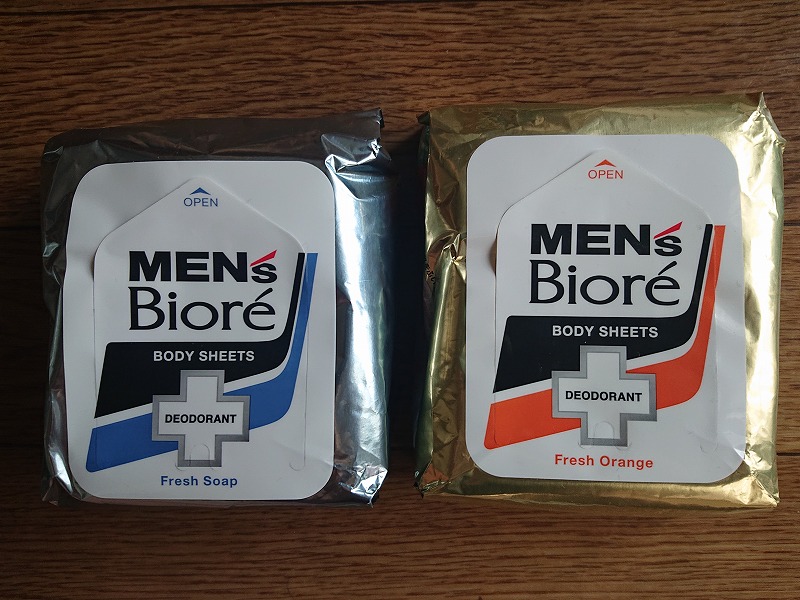 OPEN
MEN's
Bioré
BODY SHEETS
DEODORANT
Fresh Soap
OPEN
MEN's
Bioré
BODY SHEETS
DEODORANT
Fresh Orange